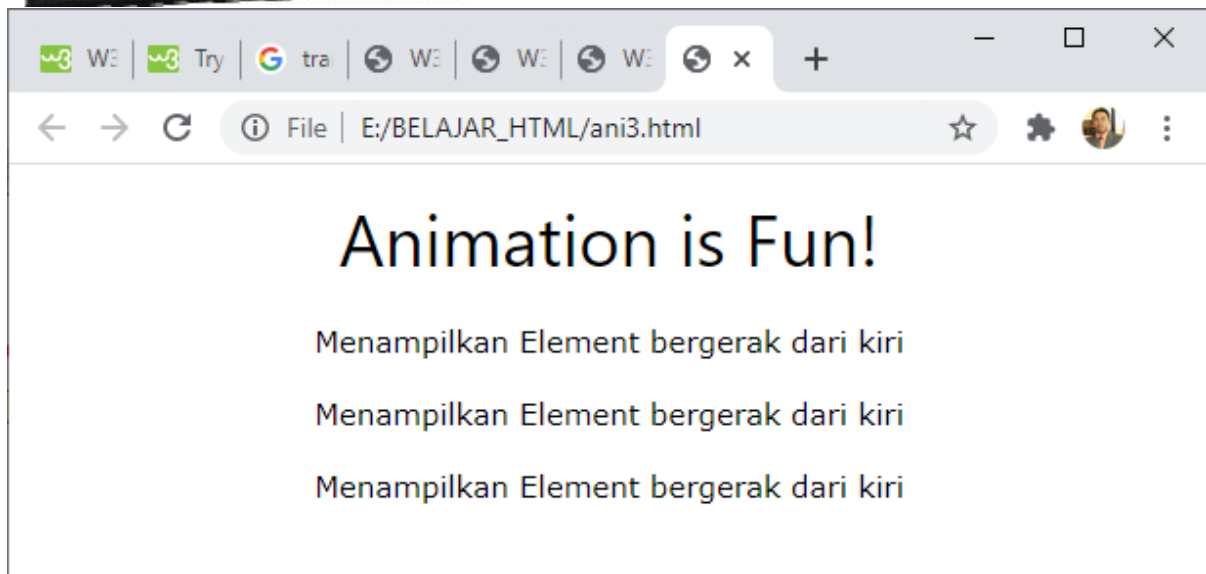 W3 Try tra W3 W3 W3
File E:/BELAJAR_HTML/ani3.html
Animation is Fun!
Menampilkan Element bergerak dari kiri
Menampilkan Element bergerak dari kiri
Menampilkan Element bergerak dari kiri